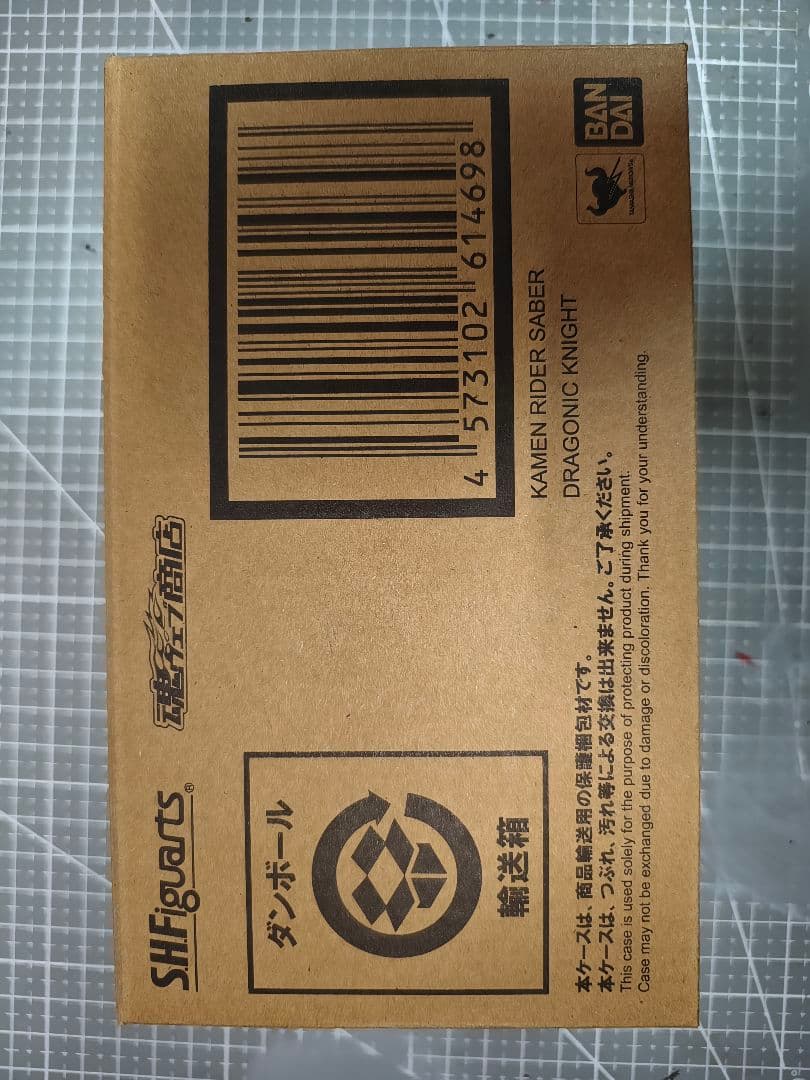 S.H.Figuarts®
魂ウェブ商店
ダンボール
輸送箱
4 573102 614698
KAMEN RIDER SABER
DRAGONIC KNIGHT
BAN
DAI
TAMASHII NATIONS
本ケースは、商品輸送用の保護梱包材です。
本ケースは、つぶれ、汚れ等による交換は出来ません。ご了承ください。
This case is used solely for the purpose of protecting product during shipment.
Case may not be exchanged due to damage or discoloration. Thank you for your understanding.